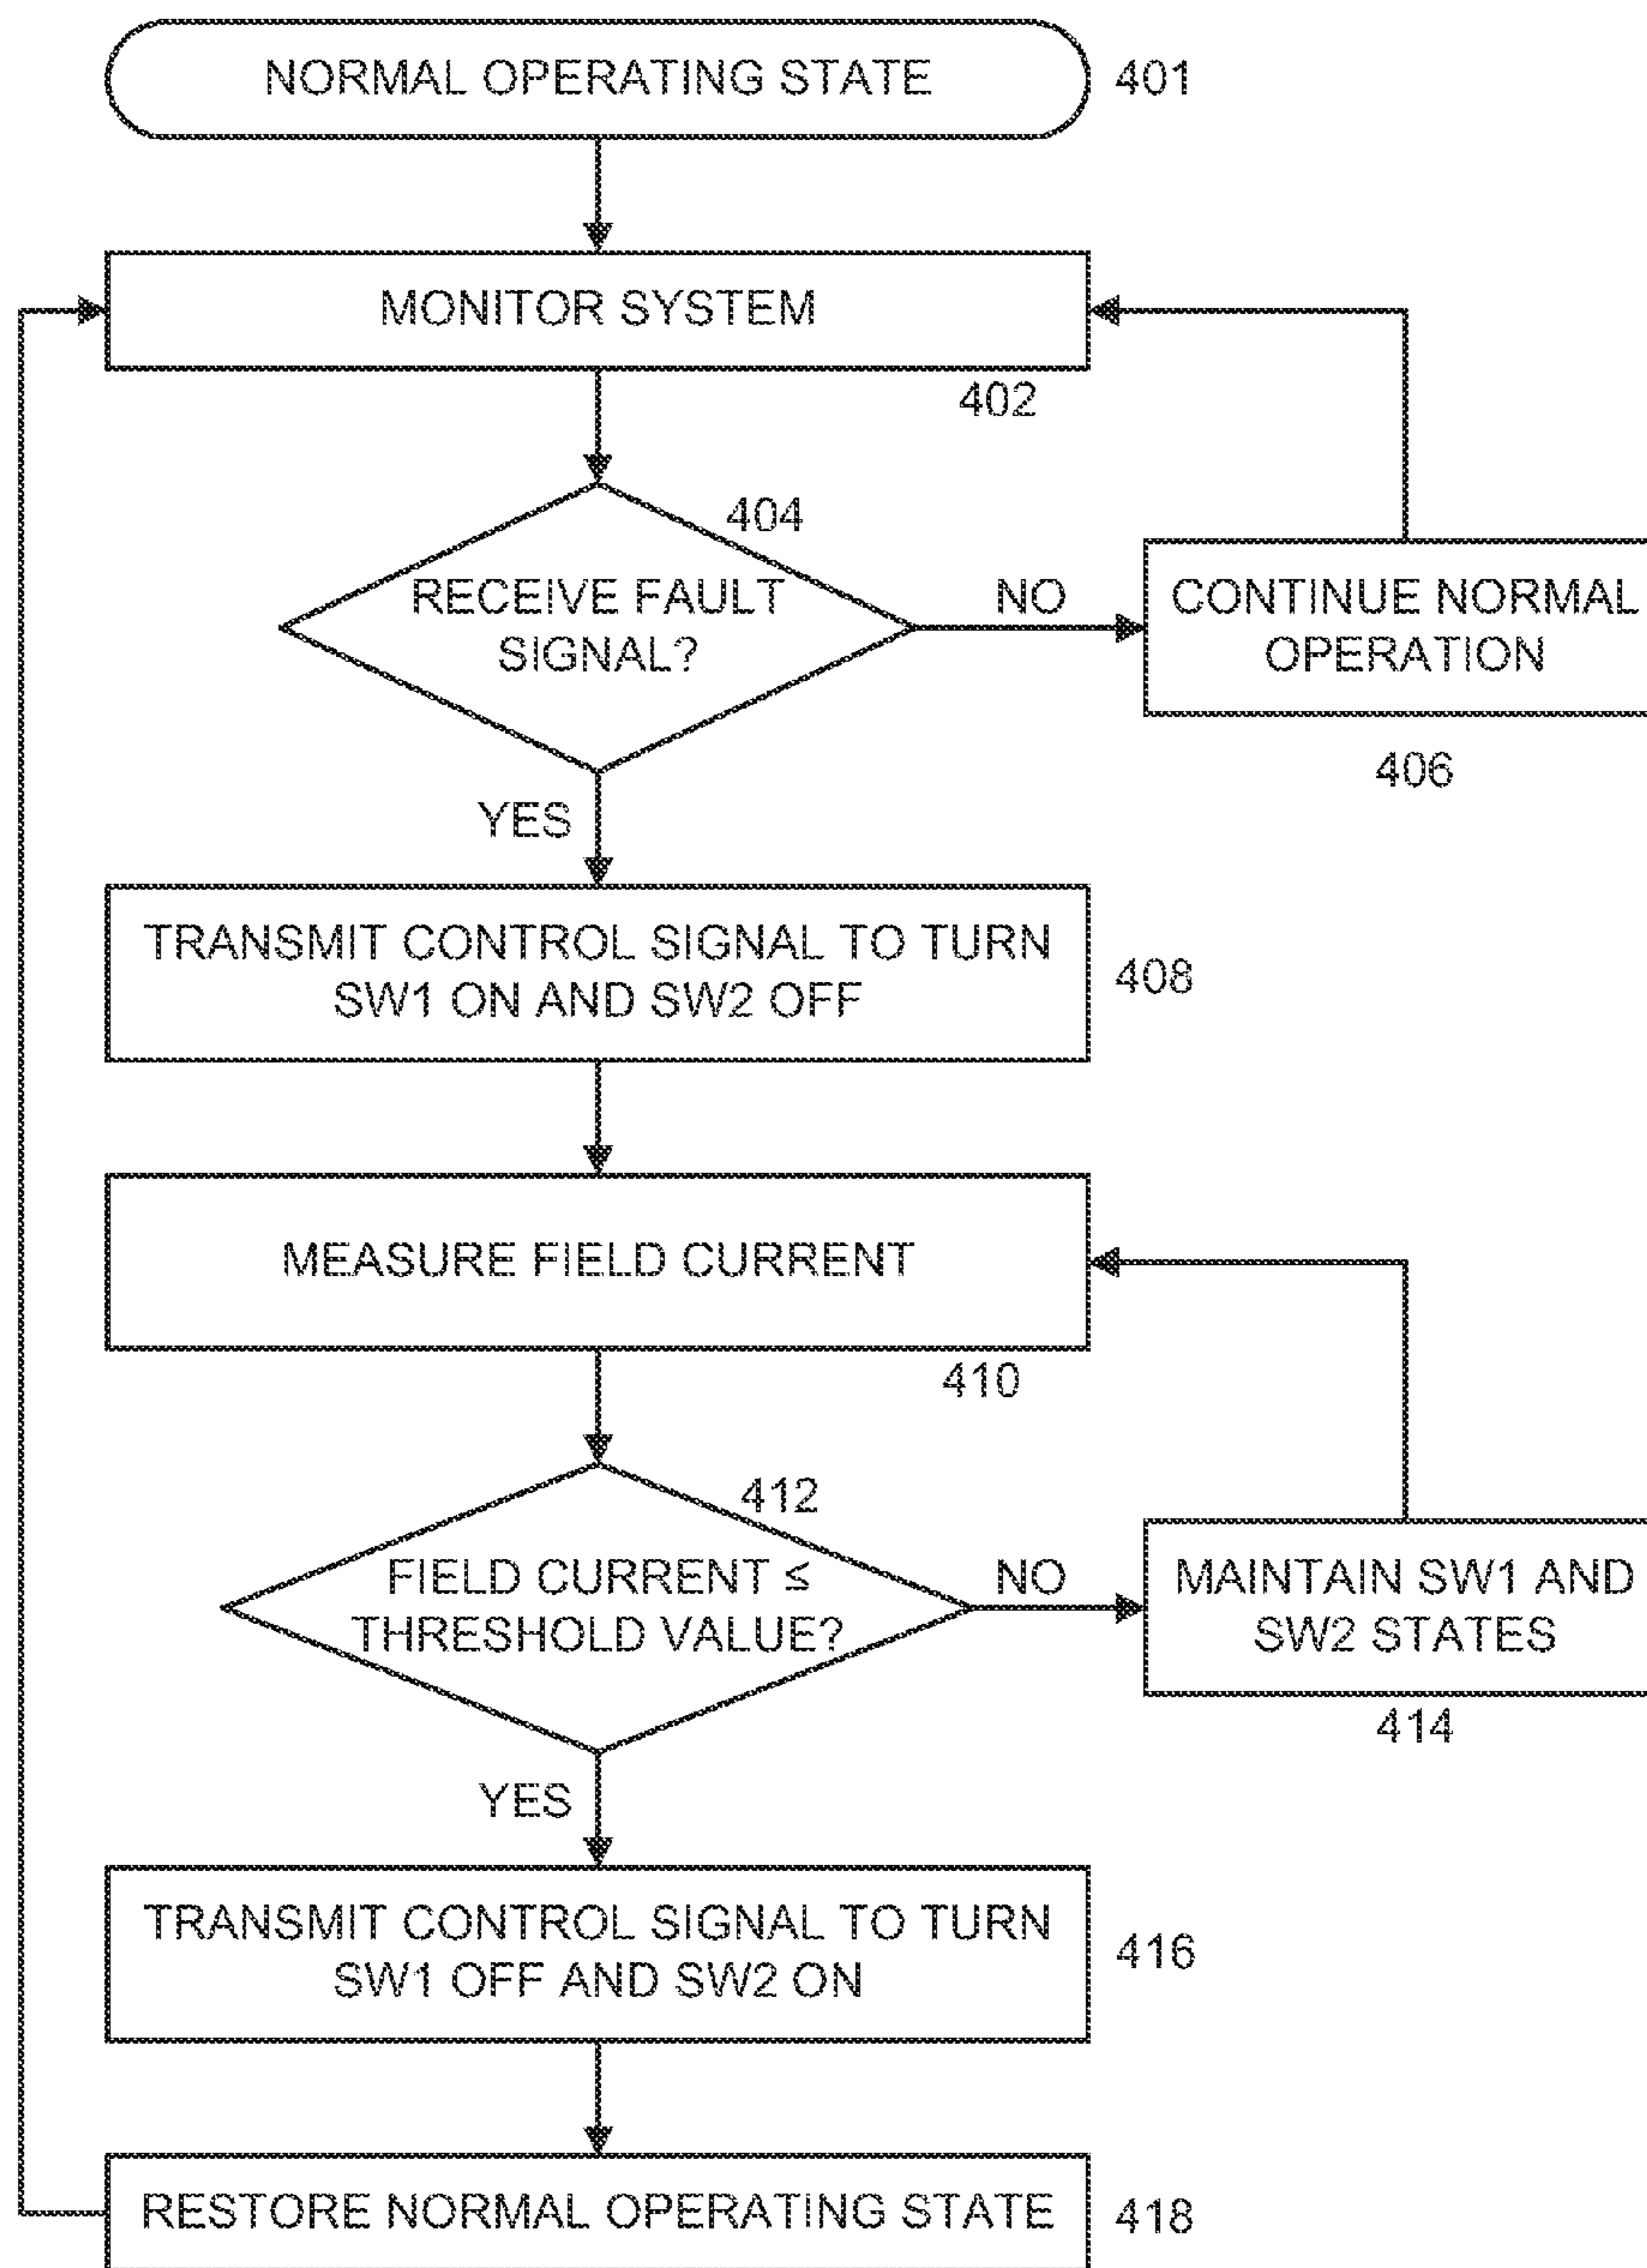 NORMAL OPERATING STATE
401
MONITOR SYSTEM
402
404
RECEIVE FAULT
SIGNAL?
NO
CONTINUE NORMAL
OPERATION
406
YES
TRANSMIT CONTROL SIGNAL TO TURN
SW1 ON AND SW2 OFF
408
MEASURE FIELD CURRENT
410
412
FIELD CURRENT ≤
THRESHOLD VALUE?
NO
MAINTAIN SW1 AND
SW2 STATES
414
YES
TRANSMIT CONTROL SIGNAL TO TURN
SW1 OFF AND SW2 ON
416
RESTORE NORMAL OPERATING STATE
418